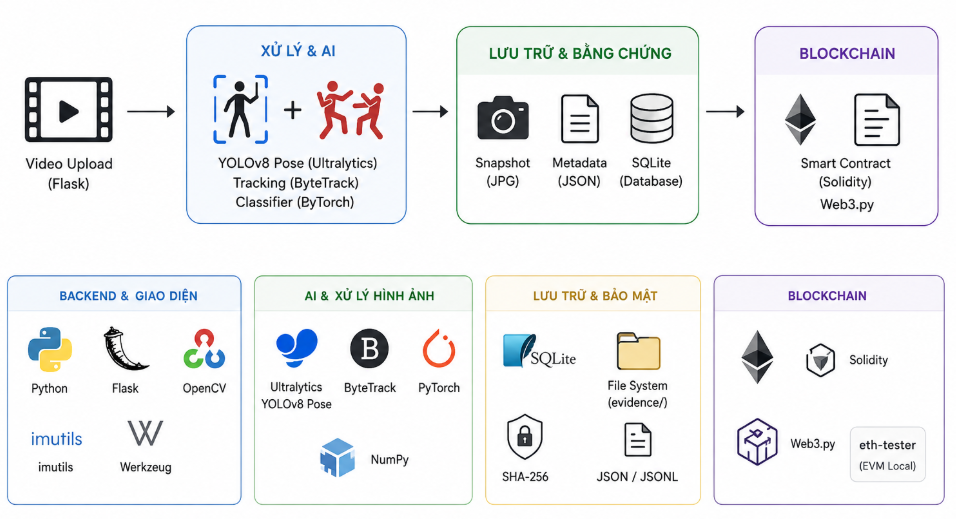 XỬ LÝ & AI
LƯU TRỮ & BẰNG CHỨNG
BLOCKCHAIN
+
Video Upload
(Flask)
YOLOv8 Pose (Ultralytics)
Tracking (ByteTrack)
Classifier (ByTorch)
Snapshot
(JPG)
Metadata
(JSON)
SQLite
(Database)
Smart Contract
(Solidity)
Web3.py
BACKEND & GIAO DIỆN
Python
Flask
OpenCV
imutils
imutils
W
Werkzeug
AI & XỬ LÝ HÌNH ẢNH
Ultralytics
YOLOv8 Pose
B
ByteTrack
PyTorch
NumPy
LƯU TRỮ & BẢO MẬT
SQLite
File System
(evidence/)
SHA-256
JSON / JSONL
BLOCKCHAIN
Solidity
Web3.py
eth-tester
(EVM Local)